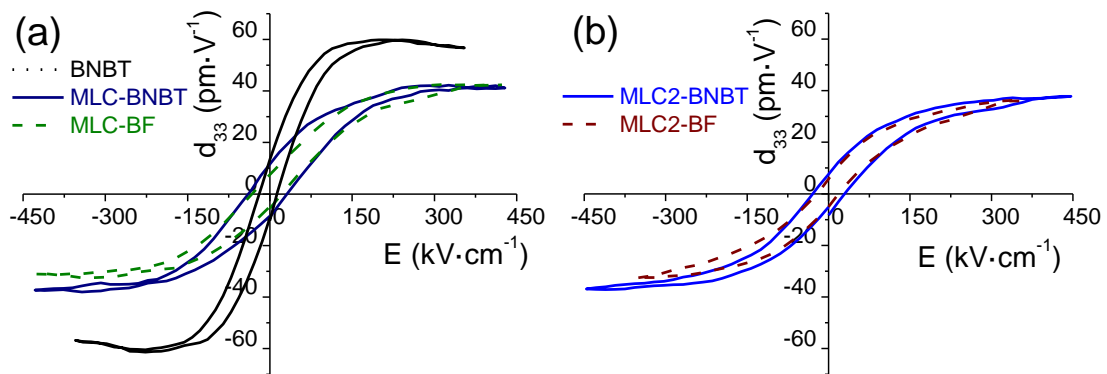 (a)
BNBT
MLC-BNBT
MLC-BF
d33 (pm·V-1)
60
40
20
0
-20
-40
-60
-450 -300 -150 0 150 300 450
E (kV·cm-1)
(b)
MLC2-BNBT
MLC2-BF
d33 (pm·V-1)
60
40
20
0
-20
-40
-60
-450 -300 -150 0 150 300 450
E (kV·cm-1)